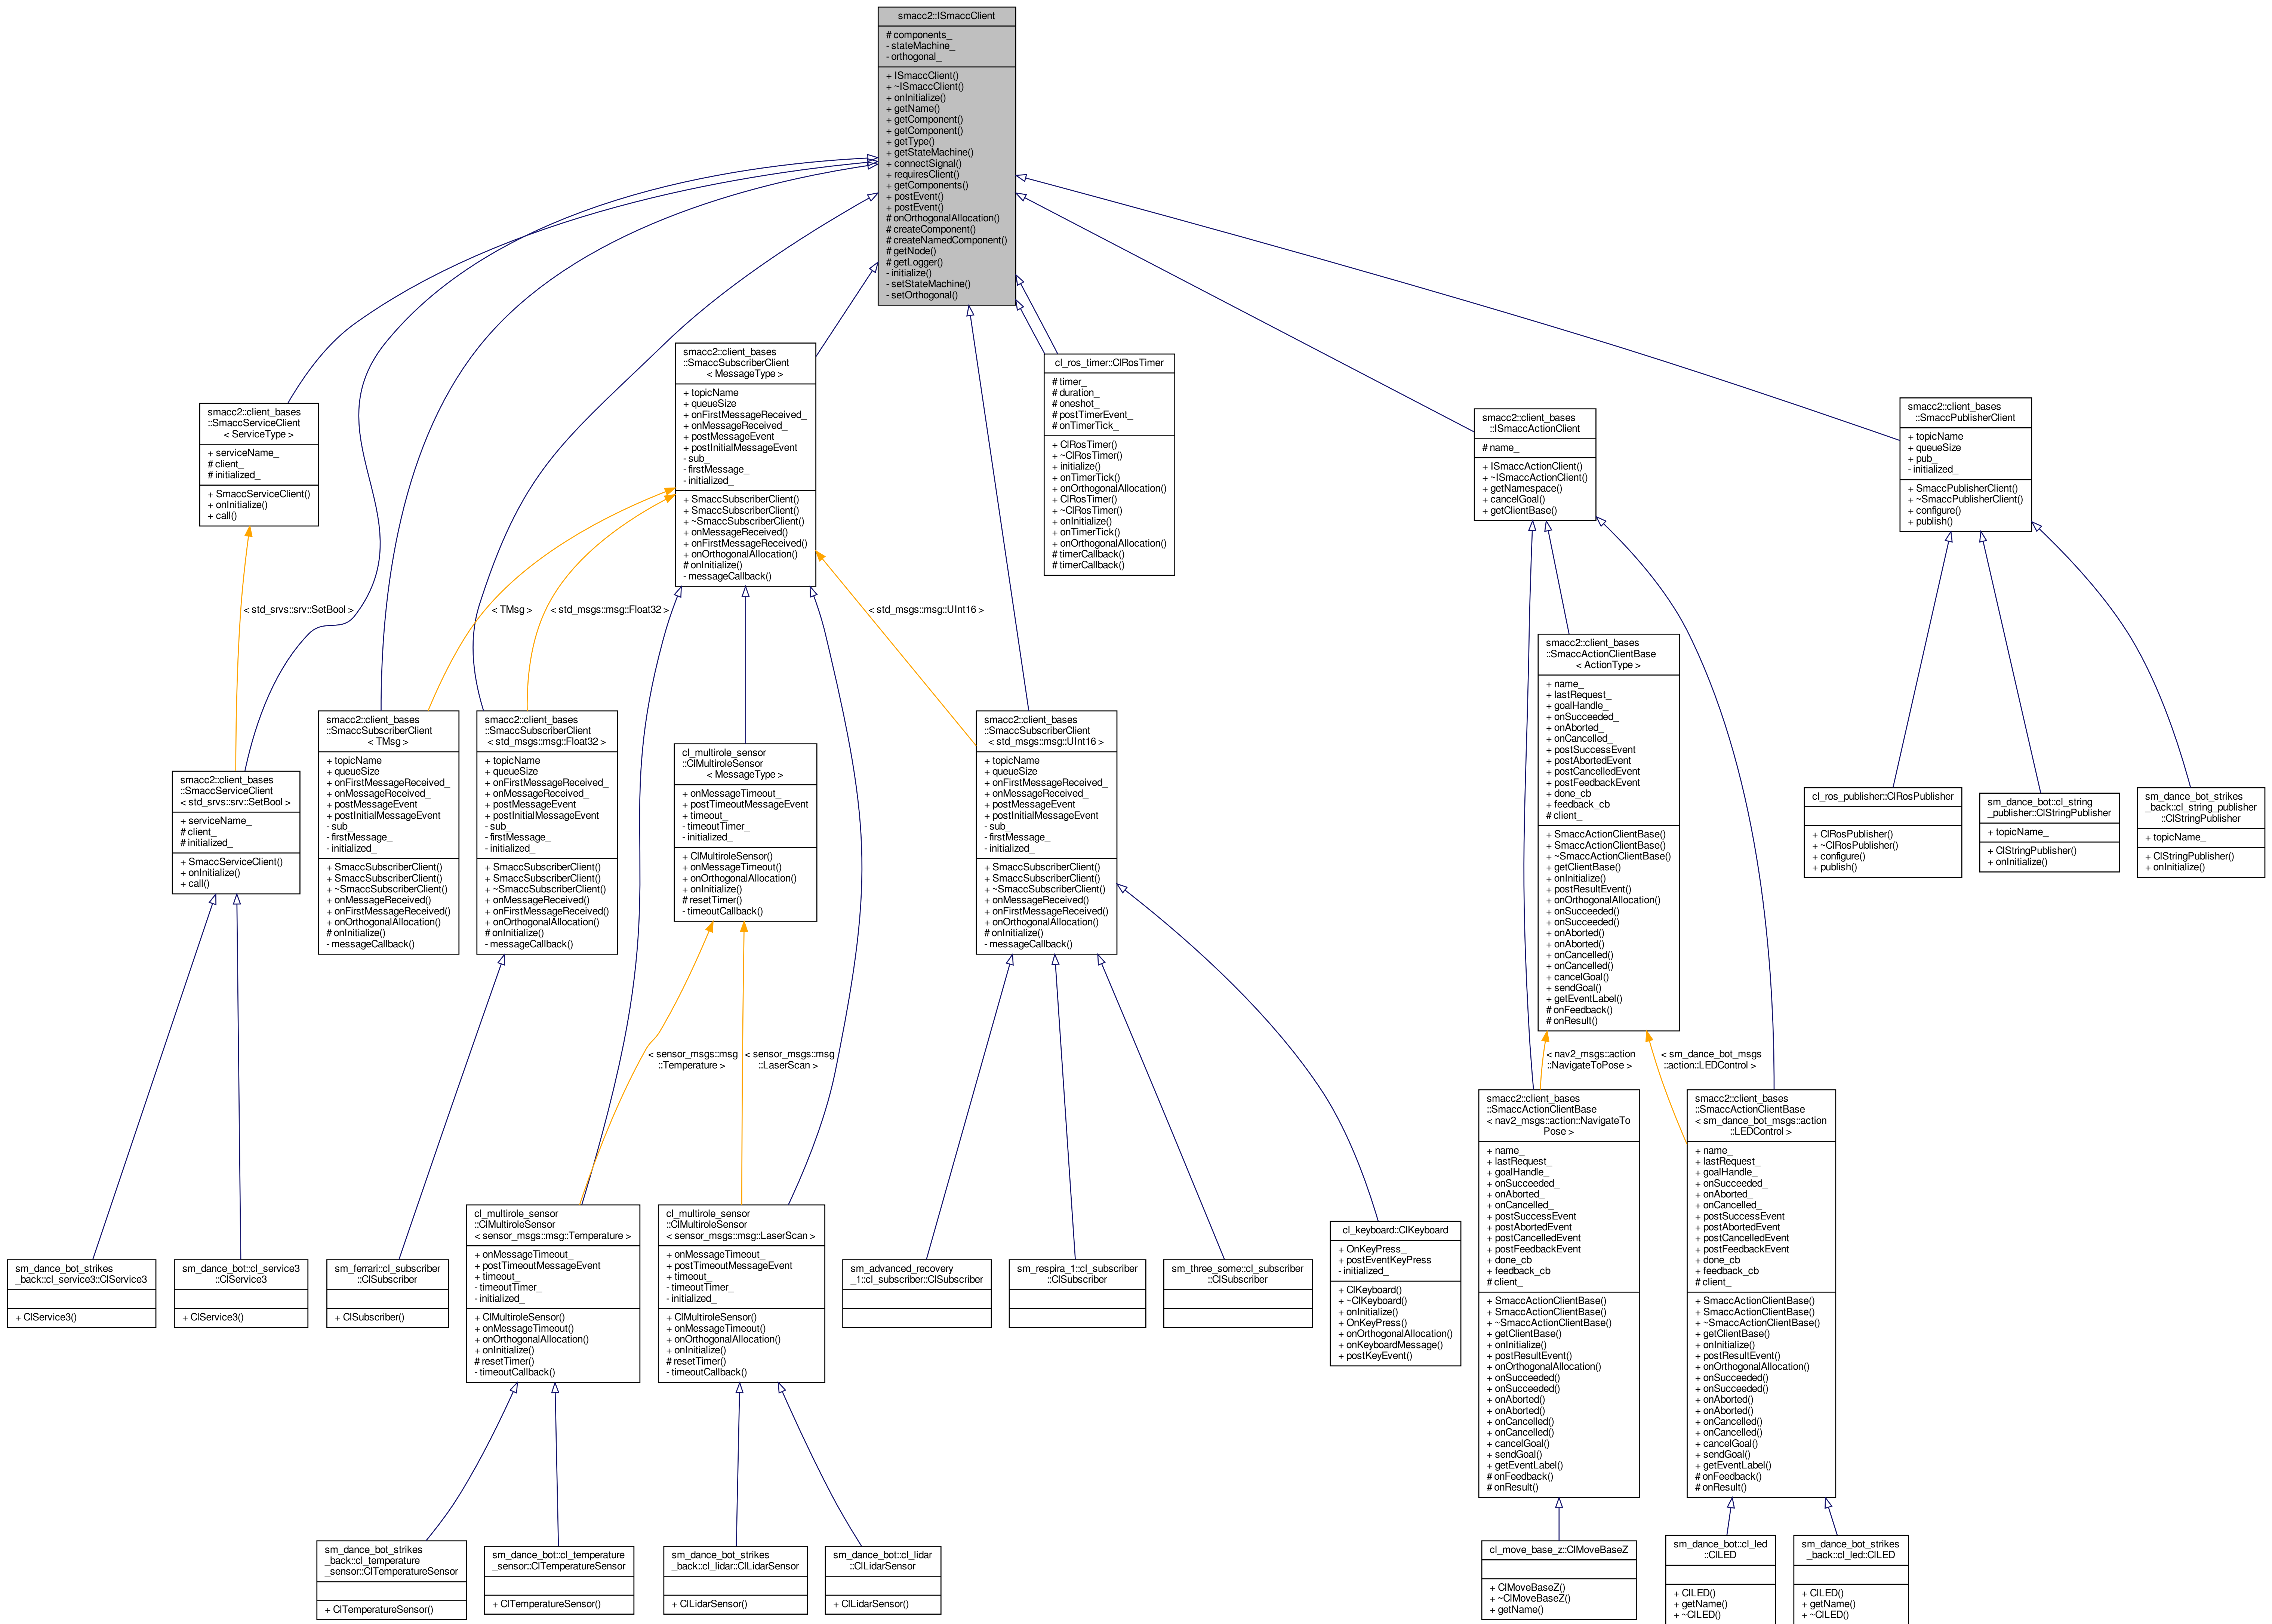 smacc2::ISmaccClient
# components_
- stateMachine_
- orthogonal_
+ ISmaccClient()
+ ~ISmaccClient()
+ onInitialize()
+ getName()
+ getComponent()
+ getComponent()
+ getType()
+ getStateMachine()
+ connectSignal()
+ requiresClient()
+ getComponents()
+ postEvent()
+ postEvent()
# onOrthogonalAllocation()
# createComponent()
# createNamedComponent()
# getNode()
# getLogger()
- initialize()
- setStateMachine()
- setOrthogonal()
smacc2::client_bases
::SmaccServiceClient
< ServiceType >
+ serviceName_
# client_
# initialized_
+ SmaccServiceClient()
+ onInitialize()
+ call()
smacc2::client_bases
::SmaccSubscriberClient
< MessageType >
+ topicName
+ queueSize
+ onFirstMessageReceived_
+ onMessageReceived_
+ postMessageEvent
+ postInitialMessageEvent
- sub_
- firstMessage_
- initialized_
+ SmaccSubscriberClient()
+ SmaccSubscriberClient()
+ ~SmaccSubscriberClient()
+ onMessageReceived()
+ onFirstMessageReceived()
+ onOrthogonalAllocation()
# onInitialize()
- messageCallback()
cl_ros_timer::ClRosTimer
# timer_
# duration_
# oneshot_
# postTimerEvent_
# onTimerTick_
+ ClRosTimer()
+ ~ClRosTimer()
+ initialize()
+ onTimerTick()
+ onOrthogonalAllocation()
+ ClRosTimer()
+ ~ClRosTimer()
+ onInitialize()
+ onTimerTick()
+ onOrthogonalAllocation()
# timerCallback()
# timerCallback()
smacc2::client_bases
::ISmaccActionClient
# name_
+ ISmaccActionClient()
+ ~ISmaccActionClient()
+ getNamespace()
+ cancelGoal()
+ getClientBase()
smacc2::client_bases
::SmaccPublisherClient
+ topicName
+ queueSize
+ pub_
- initialized_
+ SmaccPublisherClient()
+ ~SmaccPublisherClient()
+ configure()
+ publish()
< std_srvs::srv::SetBool >
< TMsg >
< std_msgs::msg::Float32 >
< std_msgs::msg::UInt16 >
smacc2::client_bases
::SmaccActionClientBase
< ActionType >
+ name_
+ lastRequest_
+ goalHandle_
+ onSucceeded_
+ onAborted_
+ onCancelled_
+ postSuccessEvent
+ postAbortedEvent
+ postCancelledEvent
+ postFeedbackEvent
+ done_cb
+ feedback_cb
# client_
+ SmaccActionClientBase()
+ SmaccActionClientBase()
+ ~SmaccActionClientBase()
+ getClientBase()
+ onInitialize()
+ postResultEvent()
+ onOrthogonalAllocation()
+ onSucceeded()
+ onSucceeded()
+ onAborted()
+ onAborted()
+ onCancelled()
+ onCancelled()
+ cancelGoal()
+ sendGoal()
+ getEventLabel()
# onFeedback()
# onResult()
smacc2::client_bases
::SmaccServiceClient
< std_srvs::srv::SetBool >
+ serviceName_
# client_
# initialized_
+ SmaccServiceClient()
+ onInitialize()
+ call()
smacc2::client_bases
::SmaccSubscriberClient
< TMsg >
+ topicName
+ queueSize
+ onFirstMessageReceived_
+ onMessageReceived_
+ postMessageEvent
+ postInitialMessageEvent
- sub_
- firstMessage_
- initialized_
+ SmaccSubscriberClient()
+ SmaccSubscriberClient()
+ ~SmaccSubscriberClient()
+ onMessageReceived()
+ onFirstMessageReceived()
+ onOrthogonalAllocation()
# onInitialize()
- messageCallback()
smacc2::client_bases
::SmaccSubscriberClient
< std_msgs::msg::Float32 >
+ topicName
+ queueSize
+ onFirstMessageReceived_
+ onMessageReceived_
+ postMessageEvent
+ postInitialMessageEvent
- sub_
- firstMessage_
- initialized_
+ SmaccSubscriberClient()
+ SmaccSubscriberClient()
+ ~SmaccSubscriberClient()
+ onMessageReceived()
+ onFirstMessageReceived()
+ onOrthogonalAllocation()
# onInitialize()
- messageCallback()
cl_multirole_sensor
::ClMultiroleSensor
< MessageType >
+ onMessageTimeout_
+ postTimeoutMessageEvent
+ timeout_
- timeoutTimer_
- initialized_
+ ClMultiroleSensor()
+ onMessageTimeout()
+ onOrthogonalAllocation()
+ onInitialize()
# resetTimer()
- timeoutCallback()
smacc2::client_bases
::SmaccSubscriberClient
< std_msgs::msg::UInt16 >
+ topicName
+ queueSize
+ onFirstMessageReceived_
+ onMessageReceived_
+ postMessageEvent
+ postInitialMessageEvent
- sub_
- firstMessage_
- initialized_
+ SmaccSubscriberClient()
+ SmaccSubscriberClient()
+ ~SmaccSubscriberClient()
+ onMessageReceived()
+ onFirstMessageReceived()
+ onOrthogonalAllocation()
# onInitialize()
- messageCallback()
cl_ros_publisher::ClRosPublisher
+ ClRosPublisher()
+ ~ClRosPublisher()
+ configure()
+ publish()
sm_dance_bot::cl_string
_publisher::ClStringPublisher
+ topicName_
+ ClStringPublisher()
+ onInitialize()
sm_dance_bot_strikes
_back::cl_string_publisher
::ClStringPublisher
+ topicName_
+ ClStringPublisher()
+ onInitialize()
< sensor_msgs::msg
::Temperature >
< sensor_msgs::msg
::LaserScan >
< nav2_msgs::action
::NavigateToPose >
< sm_dance_bot_msgs
::action::LEDControl >
sm_dance_bot_strikes
_back::cl_service3::ClService3
+ ClService3()
sm_dance_bot::cl_service3
::ClService3
+ ClService3()
sm_ferrari::cl_subscriber
::ClSubscriber
+ ClSubscriber()
cl_multirole_sensor
::ClMultiroleSensor
< sensor_msgs::msg::Temperature >
+ onMessageTimeout_
+ postTimeoutMessageEvent
+ timeout_
- timeoutTimer_
- initialized_
+ ClMultiroleSensor()
+ onMessageTimeout()
+ onOrthogonalAllocation()
+ onInitialize()
# resetTimer()
- timeoutCallback()
cl_multirole_sensor
::ClMultiroleSensor
< sensor_msgs::msg::LaserScan >
+ onMessageTimeout_
+ postTimeoutMessageEvent
+ timeout_
- timeoutTimer_
- initialized_
+ ClMultiroleSensor()
+ onMessageTimeout()
+ onOrthogonalAllocation()
+ onInitialize()
# resetTimer()
- timeoutCallback()
sm_advanced_recovery
_1::cl_subscriber::ClSubscriber
sm_respira_1::cl_subscriber
::ClSubscriber
sm_three_some::cl_subscriber
::ClSubscriber
cl_keyboard::ClKeyboard
+ OnKeyPress_
+ postEventKeyPress
- initialized_
+ ClKeyboard()
+ ~ClKeyboard()
+ onInitialize()
+ OnKeyPress()
+ onOrthogonalAllocation()
+ onKeyboardMessage()
+ postKeyEvent()
smacc2::client_bases
::SmaccActionClientBase
< nav2_msgs::action::NavigateTo
Pose >
+ name_
+ lastRequest_
+ goalHandle_
+ onSucceeded_
+ onAborted_
+ onCancelled_
+ postSuccessEvent
+ postAbortedEvent
+ postCancelledEvent
+ postFeedbackEvent
+ done_cb
+ feedback_cb
# client_
+ SmaccActionClientBase()
+ SmaccActionClientBase()
+ ~SmaccActionClientBase()
+ getClientBase()
+ onInitialize()
+ postResultEvent()
+ onOrthogonalAllocation()
+ onSucceeded()
+ onSucceeded()
+ onAborted()
+ onAborted()
+ onCancelled()
+ onCancelled()
+ cancelGoal()
+ sendGoal()
+ getEventLabel()
# onFeedback()
# onResult()
smacc2::client_bases
::SmaccActionClientBase
< sm_dance_bot_msgs::action
::LEDControl >
+ name_
+ lastRequest_
+ goalHandle_
+ onSucceeded_
+ onAborted_
+ onCancelled_
+ postSuccessEvent
+ postAbortedEvent
+ postCancelledEvent
+ postFeedbackEvent
+ done_cb
+ feedback_cb
# client_
+ SmaccActionClientBase()
+ SmaccActionClientBase()
+ ~SmaccActionClientBase()
+ getClientBase()
+ onInitialize()
+ postResultEvent()
+ onOrthogonalAllocation()
+ onSucceeded()
+ onSucceeded()
+ onAborted()
+ onAborted()
+ onCancelled()
+ onCancelled()
+ cancelGoal()
+ sendGoal()
+ getEventLabel()
# onFeedback()
# onResult()
sm_dance_bot_strikes
_back::cl_temperature
_sensor::ClTemperatureSensor
+ ClTemperatureSensor()
sm_dance_bot::cl_temperature
_sensor::ClTemperatureSensor
+ ClTemperatureSensor()
sm_dance_bot_strikes
_back::cl_lidar::ClLidarSensor
+ ClLidarSensor()
sm_dance_bot::cl_lidar
::ClLidarSensor
+ ClLidarSensor()
cl_move_base_z::ClMoveBaseZ
+ ClMoveBaseZ()
+ ~ClMoveBaseZ()
+ getName()
sm_dance_bot::cl_led
::ClLED
+ ClLED()
+ getName()
+ ~ClLED()
sm_dance_bot_strikes
_back::cl_led::ClLED
+ ClLED()
+ getName()
+ ~ClLED()